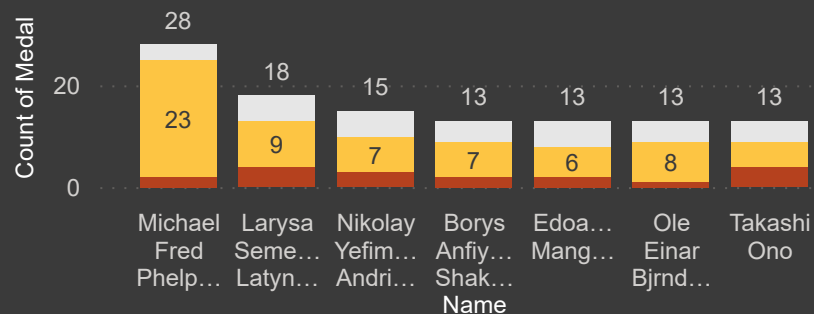 Count of Medal
28
18
15
13
13
13
13
20
23
9
7
7
6
8
0
Michael
Fred
Phelp…
Larysa
Seme…
Latyn…
Nikolay
Yefim…
Andri…
Borys
Anfiy…
Shak…
Edoa…
Mang…
Ole
Einar
Bjrnd…
Takashi
Ono
Name